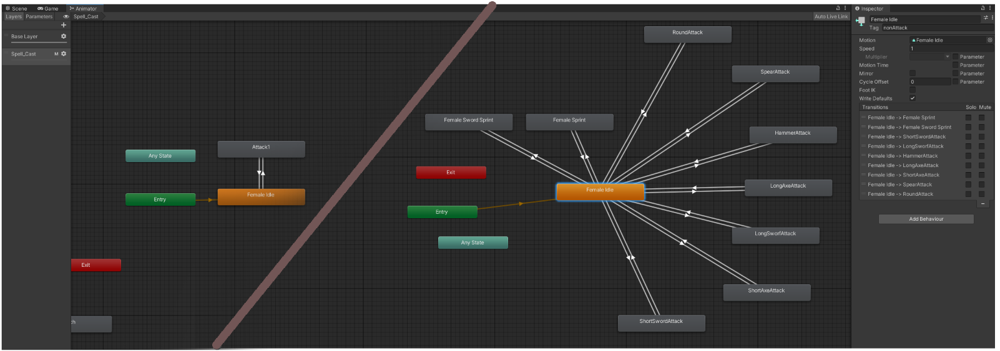 Scene Game Animator
Layers Parameters
Spell_Cast
Auto Live Link
Base Layer
Spell_Cast M
Any State
Attack1
Entry
Female Idle
Exit
ch
RoundAttack
SpearAttack
Female Sword Sprint
Female Sprint
HammerAttack
Exit
Female Idle
LongAxeAttack
Entry
LongSworfAttack
Any State
ShortAxeAttack
ShortSwordAttack
Inspector
Female Idle
Tag nonAttack
Motion Female Idle
Speed 1
Multiplier Parameter
Motion Time Parameter
Mirror Parameter
Cycle Offset 0 Parameter
Foot IK
Write Defaults
Transitions Solo Mute
Female Idle -> Female Sprint
Female Idle -> Female Sword Sprint
Female Idle -> ShortSwordAttack
Female Idle -> LongSworfAttack
Female Idle -> HammerAttack
Female Idle -> LongAxeAttack
Female Idle -> ShortAxeAttack
Female Idle -> SpearAttack
Female Idle -> RoundAttack
Add Behaviour